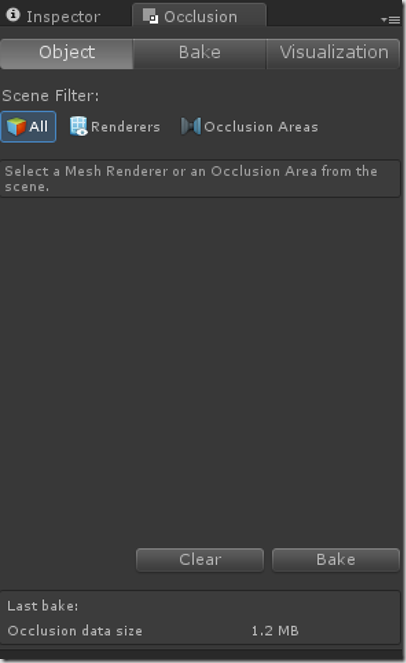 Inspector Occlusion
Object Bake Visualization
Scene Filter:
All Renderers Occlusion Areas
Select a Mesh Renderer or an Occlusion Area from the
scene.
Clear Bake
Last bake:
Occlusion data size 1.2 MB